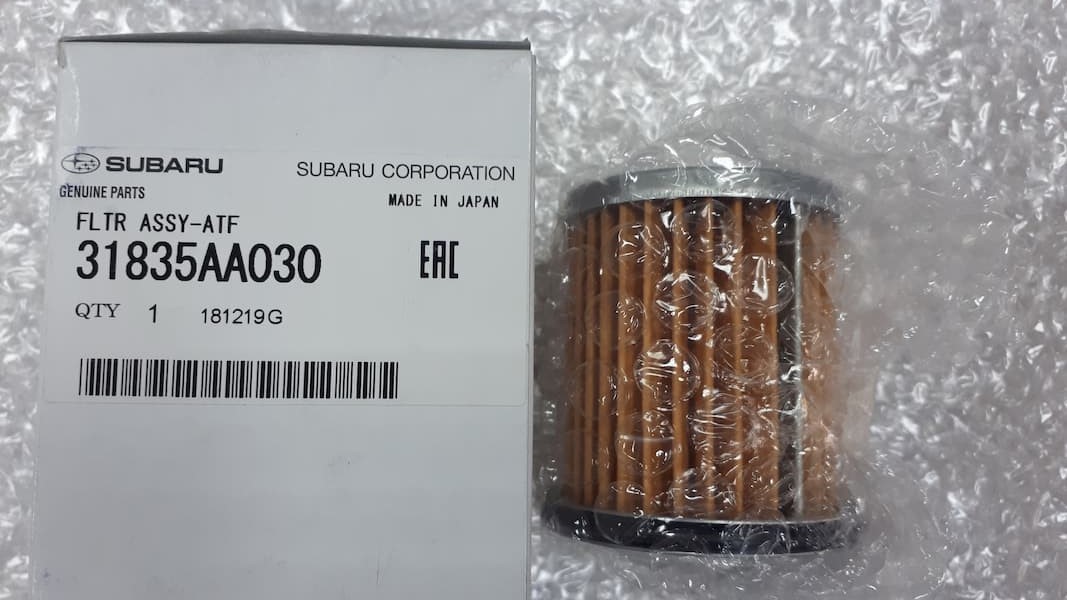 SUBARU
SUBARU CORPORATION
GENUINE PARTS
MADE IN JAPAN
FLTR ASSY-ATF
31835AA030
EAC
QTY 1 181219G